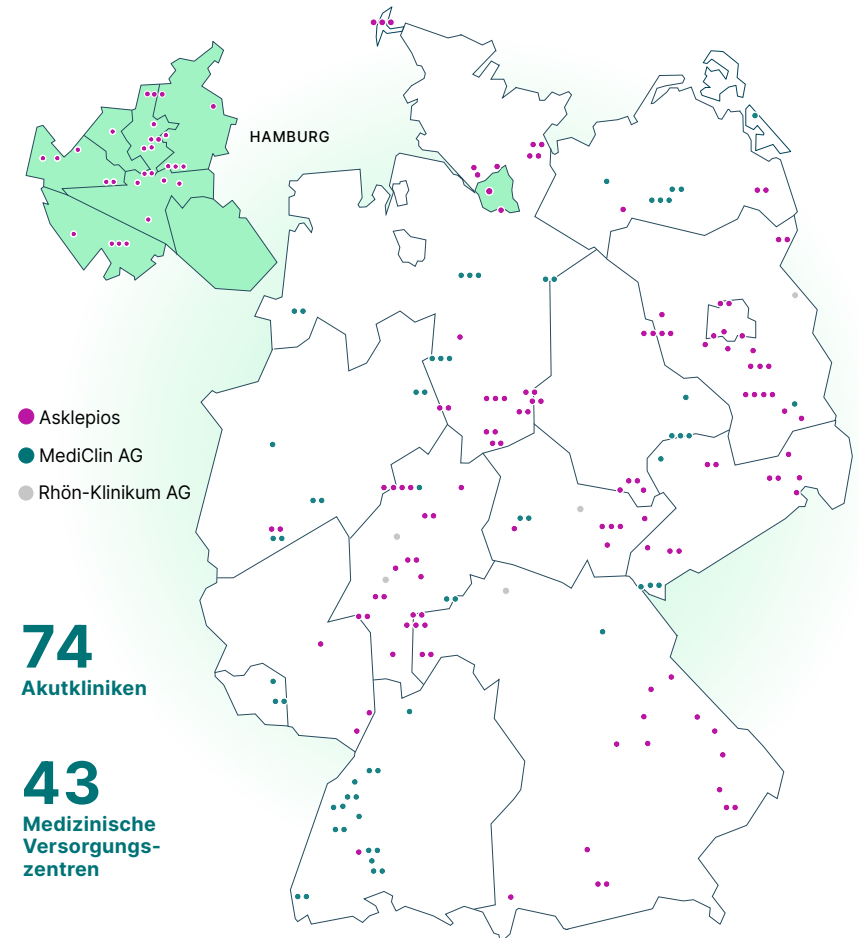 HAMBURG
Asklepios
MediClin AG
Rhön-Klinikum AG
74
Akutkliniken
43
Medizinische
Versorgungs-
zentren